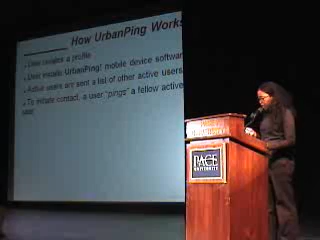 How UrbanPing Works
• User creates a profile
• User installs UrbanPing! mobile device software
• Active users are sent a list of other active users
• To initiate contact, a user "pings" a fellow active
user
PACE
UNIVERSITY